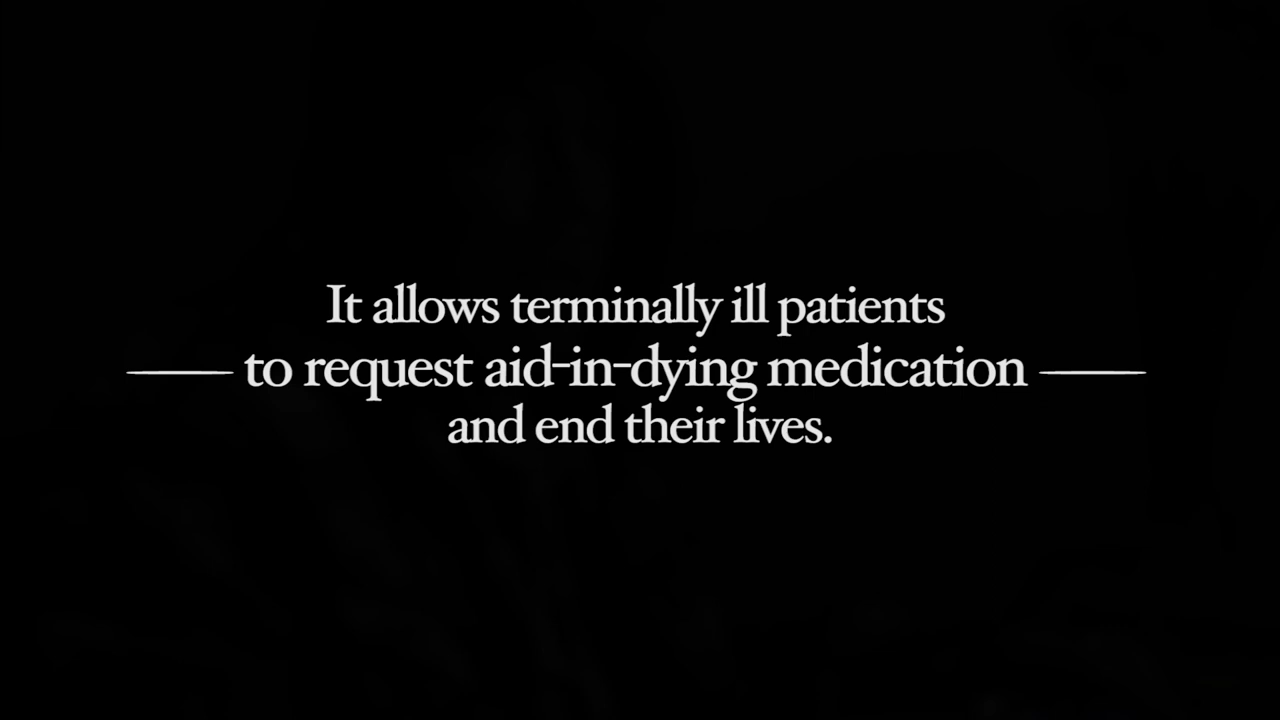 It allows terminally ill patients
to request aid-in-dying medication
and end their lives.